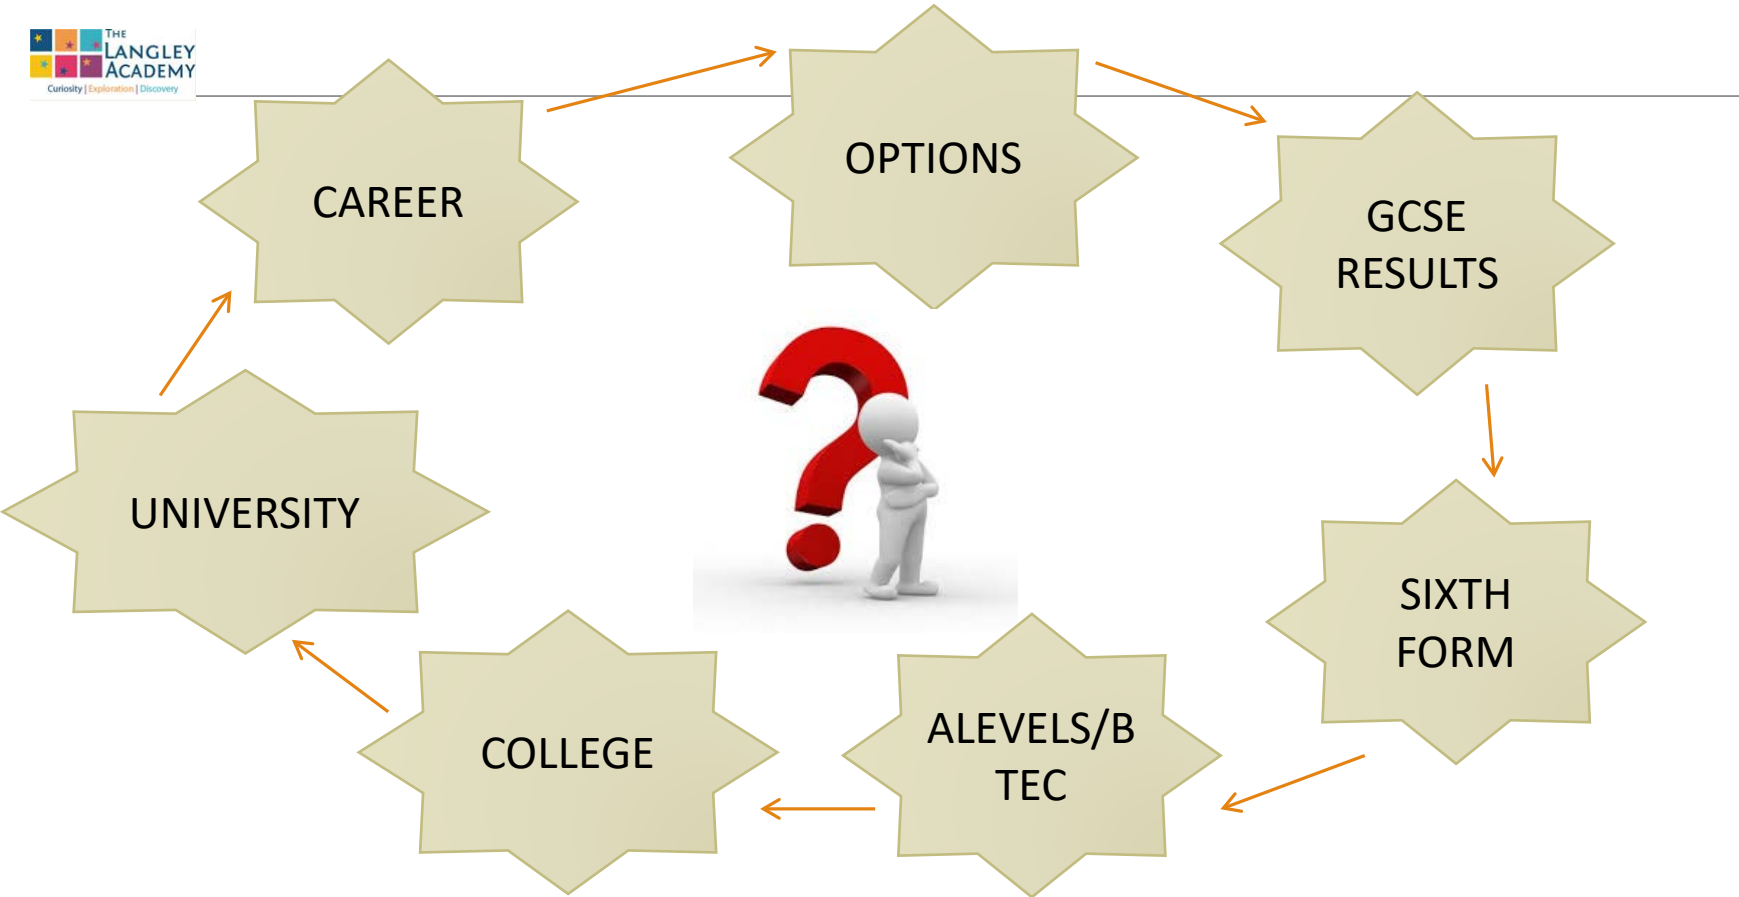 THE
LANGLEY
ACADEMY
Curiosity | Exploration | Discovery
OPTIONS
GCSE
RESULTS
SIXTH
FORM
ALEVELS/B
TEC
COLLEGE
UNIVERSITY
CAREER